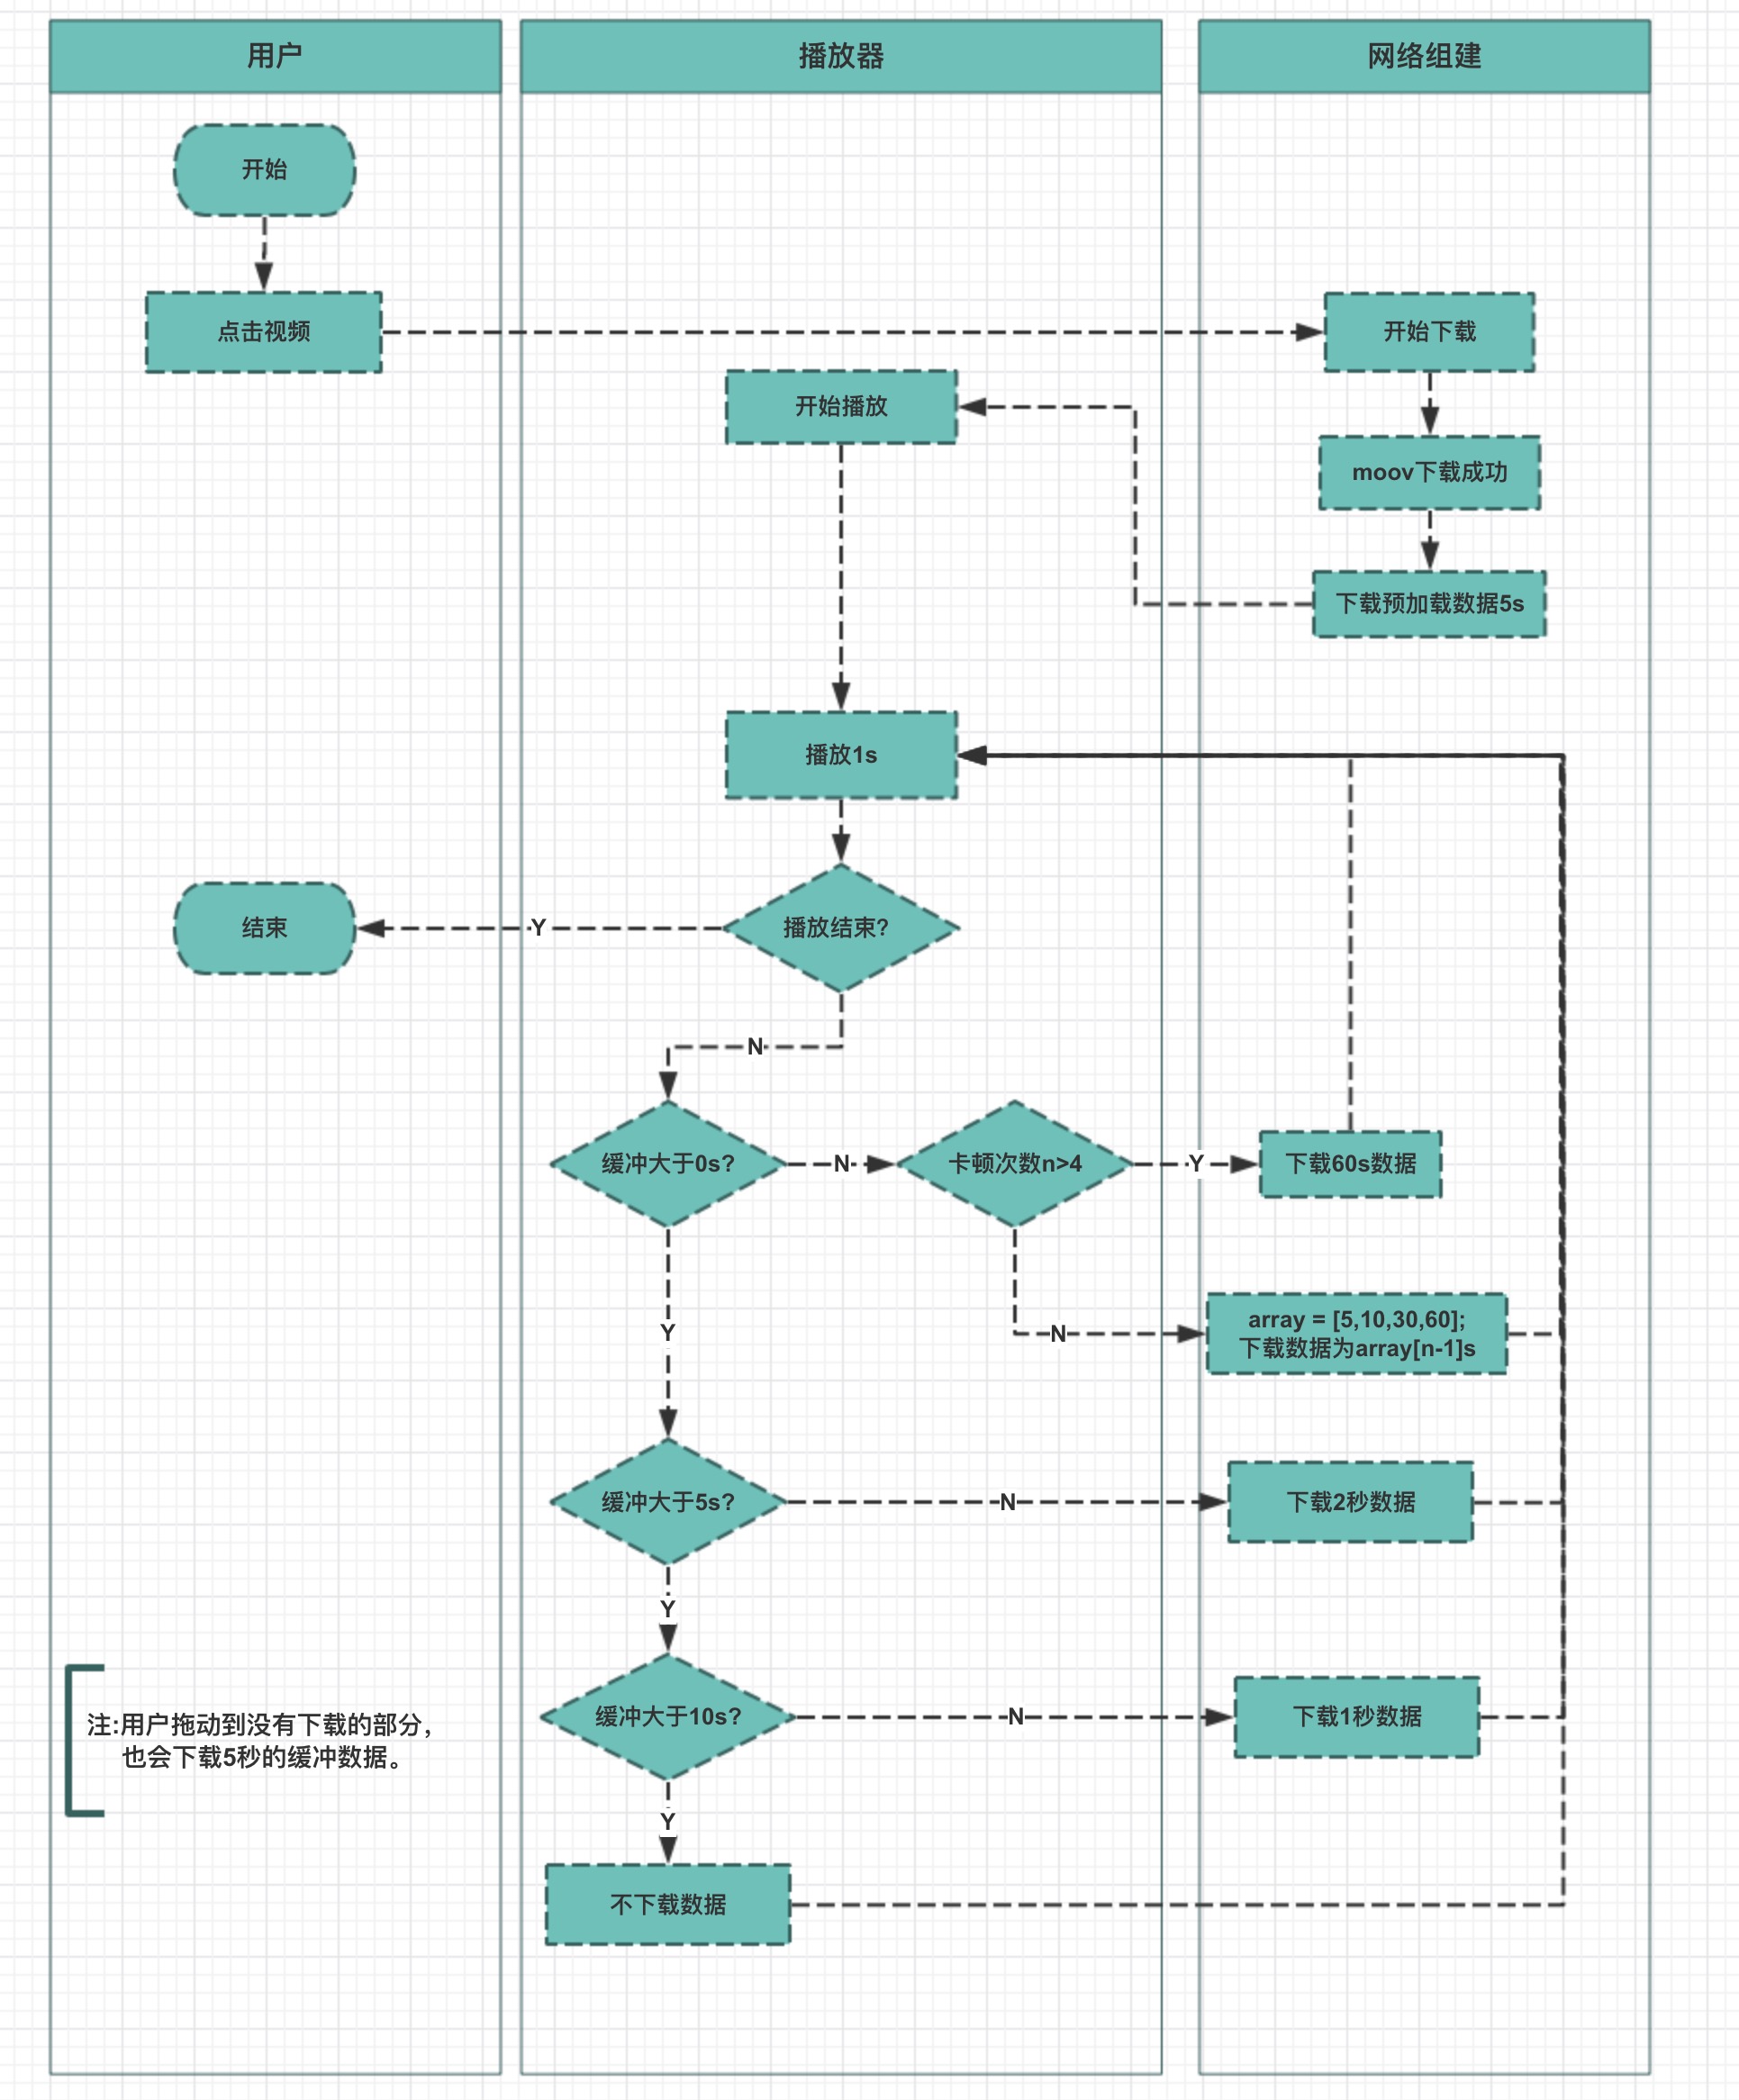 用户
播放器
网络组建
开始
点击视频
开始下载
开始播放
moov下载成功
下载预加载数据5s
播放1s
结束
Y
播放结束?
N
缓冲大于0s?
N
卡顿次数n>4
Y
下载60s数据
Y
N
array = [5,10,30,60];
下载数据为array[n-1]s
缓冲大于5s?
N
下载2秒数据
Y
注:用户拖动到没有下载的部分，
也会下载5秒的缓冲数据。
缓冲大于10s?
N
下载1秒数据
Y
不下载数据